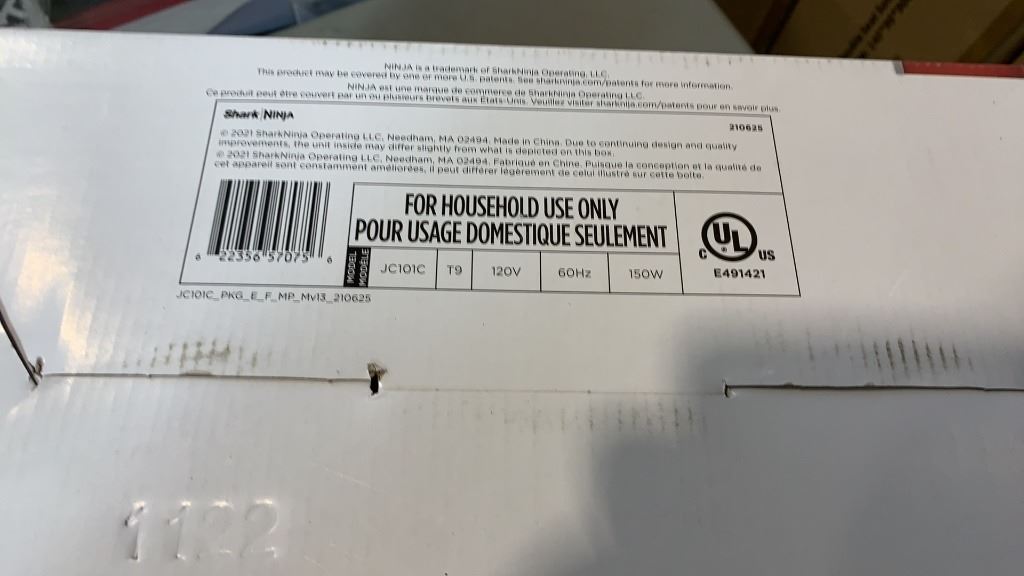 NINJA is a trademark of SharkNinja Operating, LLC.
This product may be covered by one or more U.S. patents. See sharkninja.com/patents for more information.
NINJA est une marque de commerce de SharkNinja Operating LLC.
Ce produit peut être couvert par un ou plusieurs brevets aux États-Unis. Veuillez visiter sharkninja.com/patents pour en savoir plus.
Shark|NINJA
210625
© 2021 SharkNinja Operating LLC, Needham, MA 02494. Made in China. Due to continuing design and quality
improvements, the unit inside may differ slightly from what is depicted on this box.
© 2021 SharkNinja Operating LLC, Needham, MA 02494. Fabriqué en Chine. Puisque la conception et la qualité de
cet appareil sont constamment améliorées, il peut différer légèrement de celui illustré sur cette boîte.
FOR HOUSEHOLD USE ONLY
POUR USAGE DOMESTIQUE SEULEMENT
MODEL
MODÈLE
JC101C
T9
120V
60Hz
150W
C UL US
E491421
6 22356 57075 6
JC101C_PKG_E_F_MP_Mv13_210625
1122